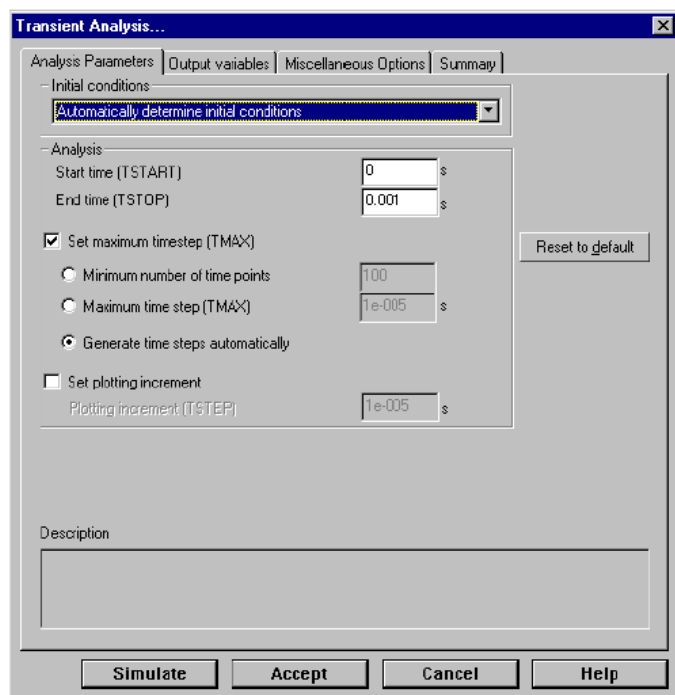 Transient Analysis...
Analysis Parameters Output variables Miscellaneous Options Summary
Initial conditions
Automatically determine initial conditions
Analysis
Start time (TSTART) 0 s
End time (TSTOP) 0.001 s
Set maximum timestep (TMAX)
Reset to default
Minimum number of time points 100
Maximum time step (TMAX) 1e-005 s
Generate time steps automatically
Set plotting increment
Plotting increment (TSTEP) 1e-005 s
Description
Simulate Accept Cancel Help